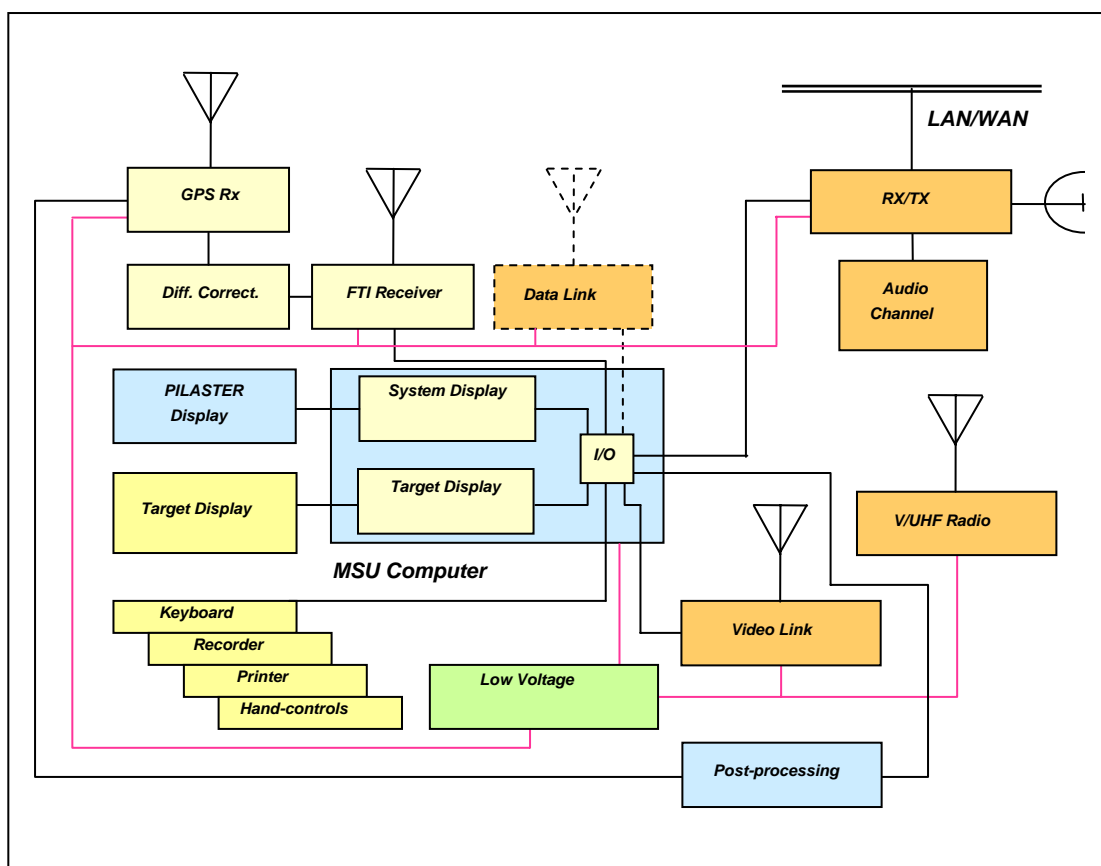 LAN/WAN
GPS Rx
RX/TX
Diff. Correct.
FTI Receiver
Data Link
Audio
Channel
PILASTER
Display
System Display
I/O
Target Display
Target Display
V/UHF Radio
MSU Computer
Keyboard
Recorder
Printer
Hand-controls
Video Link
Low Voltage
Post-processing